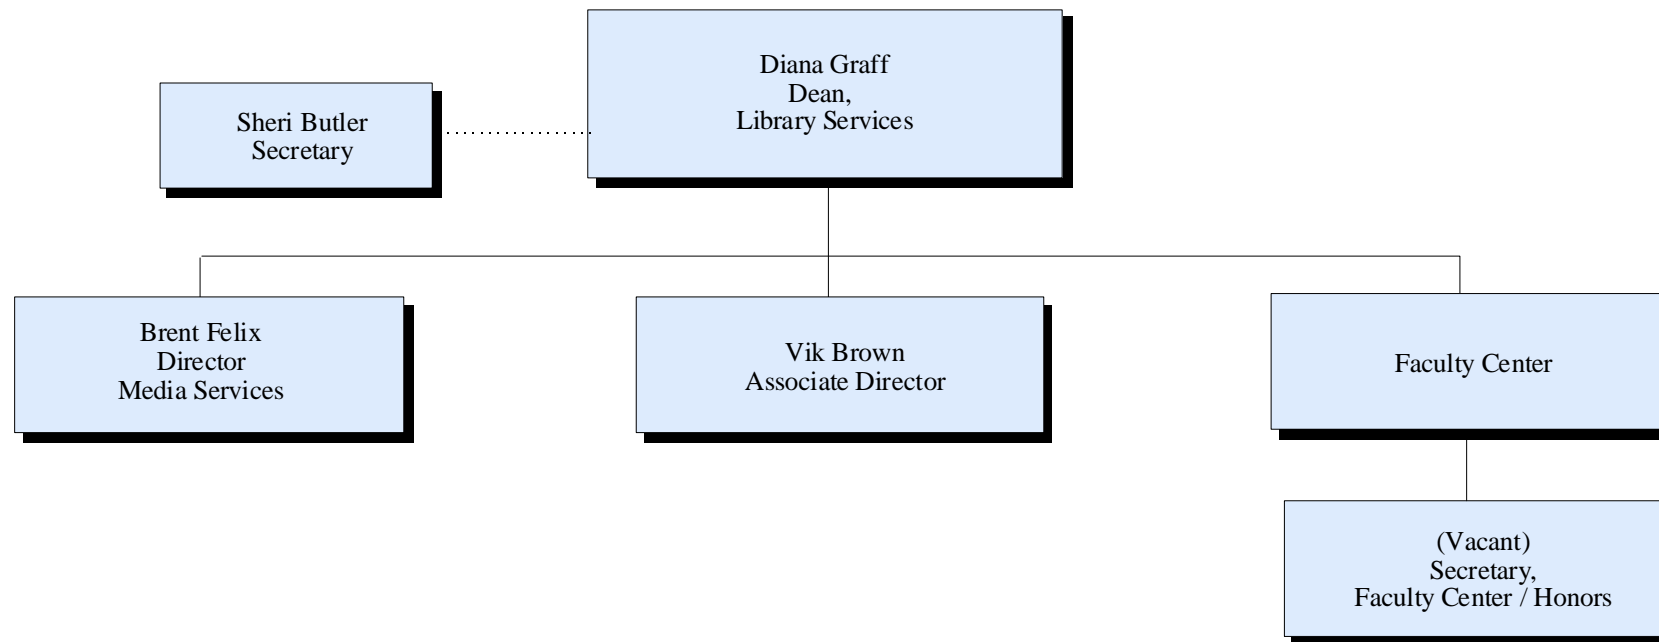 Diana Graff
Dean,
Library Services
Sheri Butler
Secretary
Brent Felix
Director
Media Services
Vik Brown
Associate Director
Faculty Center
(Vacant)
Secretary,
Faculty Center / Honors